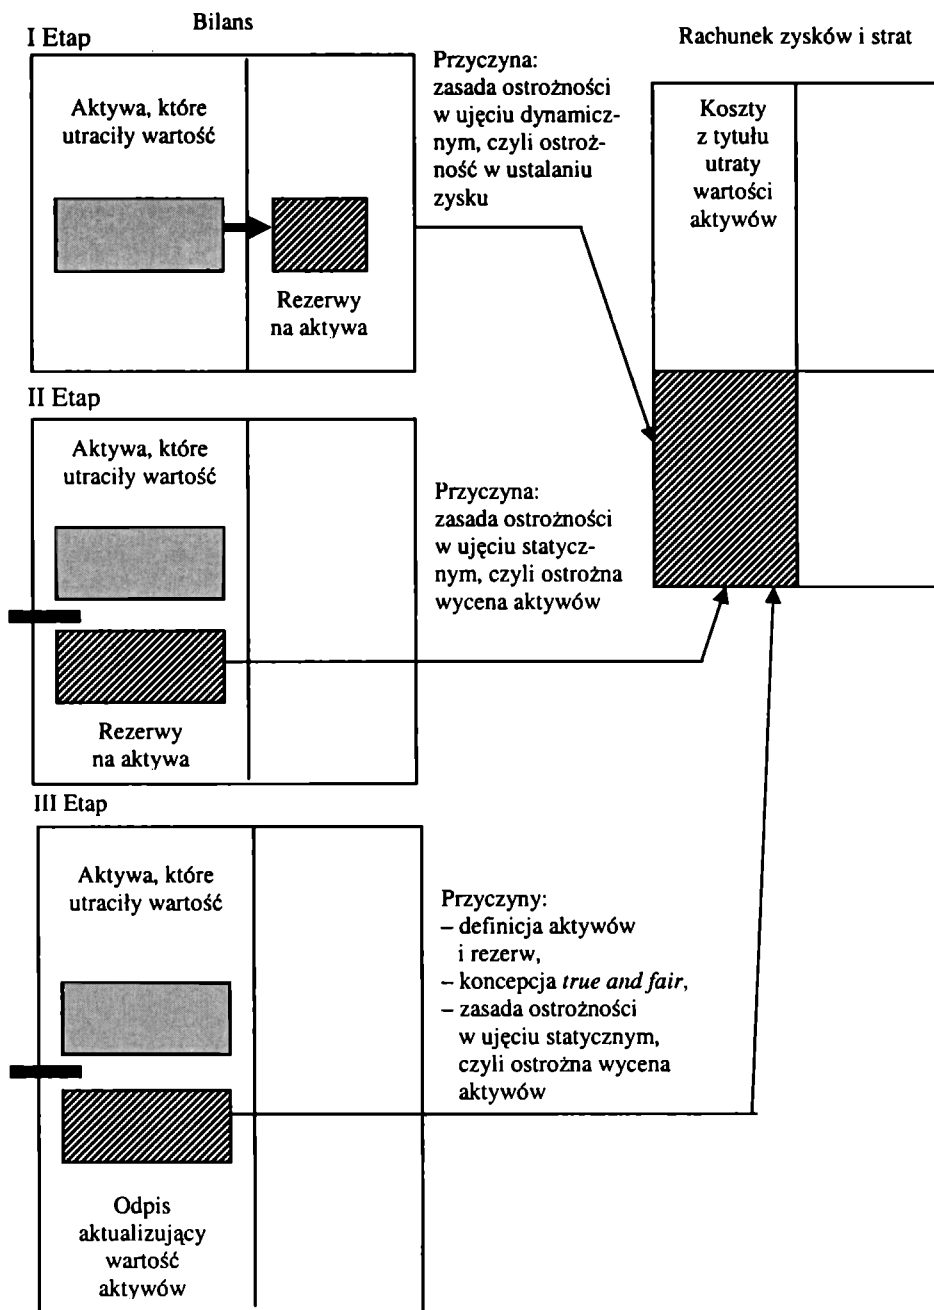 Bilans
I Etap
Rachunek zysków i strat
Aktywa, które
utraciły wartość
Rezerwy
na aktywa
Przyczyna:
zasada ostrożności
w ujęciu dynamicz-
nym, czyli ostroż-
ność w ustalaniu
zysku
Koszty
z tytułu
utraty
wartości
aktywów
II Etap
Aktywa, które
utraciły wartość
Rezerwy
na aktywa
Przyczyna:
zasada ostrożności
w ujęciu statycz-
nym, czyli ostrożna
wycena aktywów
III Etap
Aktywa, które
utraciły wartość
Odpis
aktualizujący
wartość
aktywów
Przyczyny:
– definicja aktywów
i rezerw,
– koncepcja true and fair,
– zasada ostrożności
w ujęciu statycznym,
czyli ostrożna wycena
aktywów